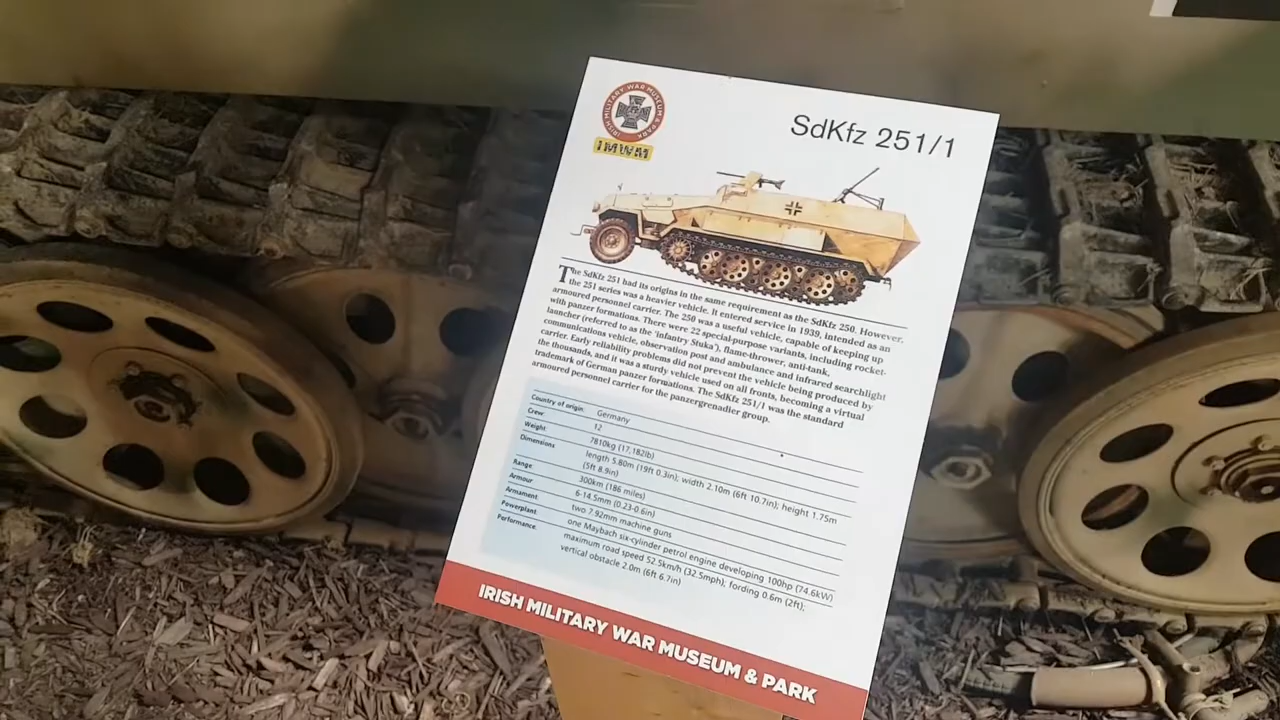 IRISH MILITARY WAR MUSEUM & PARK
IMWM
SdKfz 251/1
The SdKfz 251 had its origins in the same requirement as the SdKfz 250. However,
the 251 series was a heavier vehicle. It entered service in 1939, intended as an
armoured personnel carrier. The 250 was a useful vehicle, capable of keeping up
with panzer formations. There were 22 special-purpose variants, including rocket-
launcher (referred to as the 'infantry Stuka'), flame-thrower, anti-tank,
communications vehicle, observation post and ambulance and infrared searchlight
carrier. Early reliability problems did not prevent the vehicle being produced by
the thousands, and it was a sturdy vehicle used on all fronts, becoming a virtual
trademark of German panzer formations. The SdKfz 251/1 was the standard
armoured personnel carrier for the panzergrenadier group.
Country of origin: Germany
Crew: 12
Weight: 7810kg (17,182lb)
Dimensions length 5.80m (19ft 0.3in); width 2.10m (6ft 10.7in); height 1.75m
(5ft 8.9in)
Range: 300km (186 miles)
Armour 6-14.5mm (0.23-0.6in)
Armament: two 7.92mm machine guns
Powerplant: one Maybach six-cylinder petrol engine developing 100hp (74.6kW)
Performance: maximum road speed 52.5km/h (32.5mph); fording 0.6m (2ft);
vertical obstacle 2.0m (6ft 6.7in)
IRISH MILITARY WAR MUSEUM & PARK